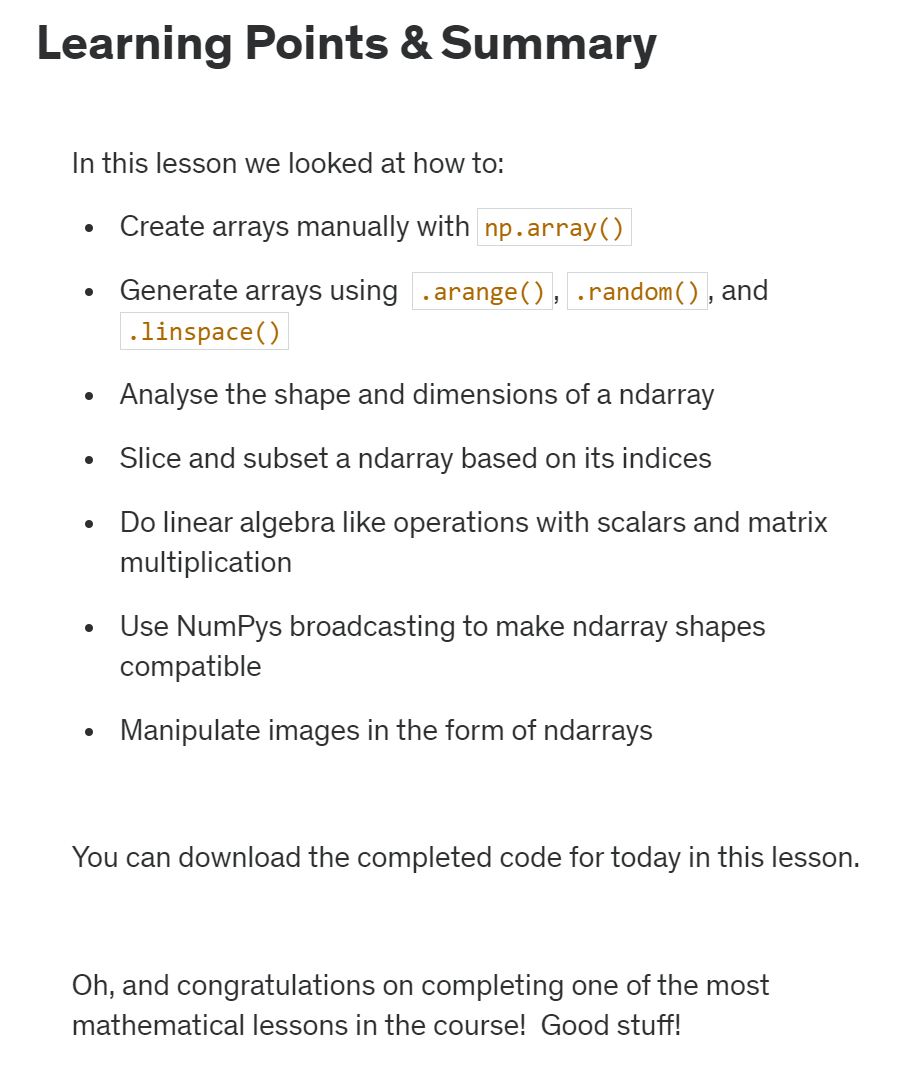 Learning Points & Summary
In this lesson we looked at how to:
• Create arrays manually with np.array()
• Generate arrays using .arange(), .random(), and
.linspace()
• Analyse the shape and dimensions of a ndarray
• Slice and subset a ndarray based on its indices
• Do linear algebra like operations with scalars and matrix
multiplication
• Use NumPys broadcasting to make ndarray shapes
compatible
• Manipulate images in the form of ndarrays
You can download the completed code for today in this lesson.
Oh, and congratulations on completing one of the most
mathematical lessons in the course!  Good stuff!